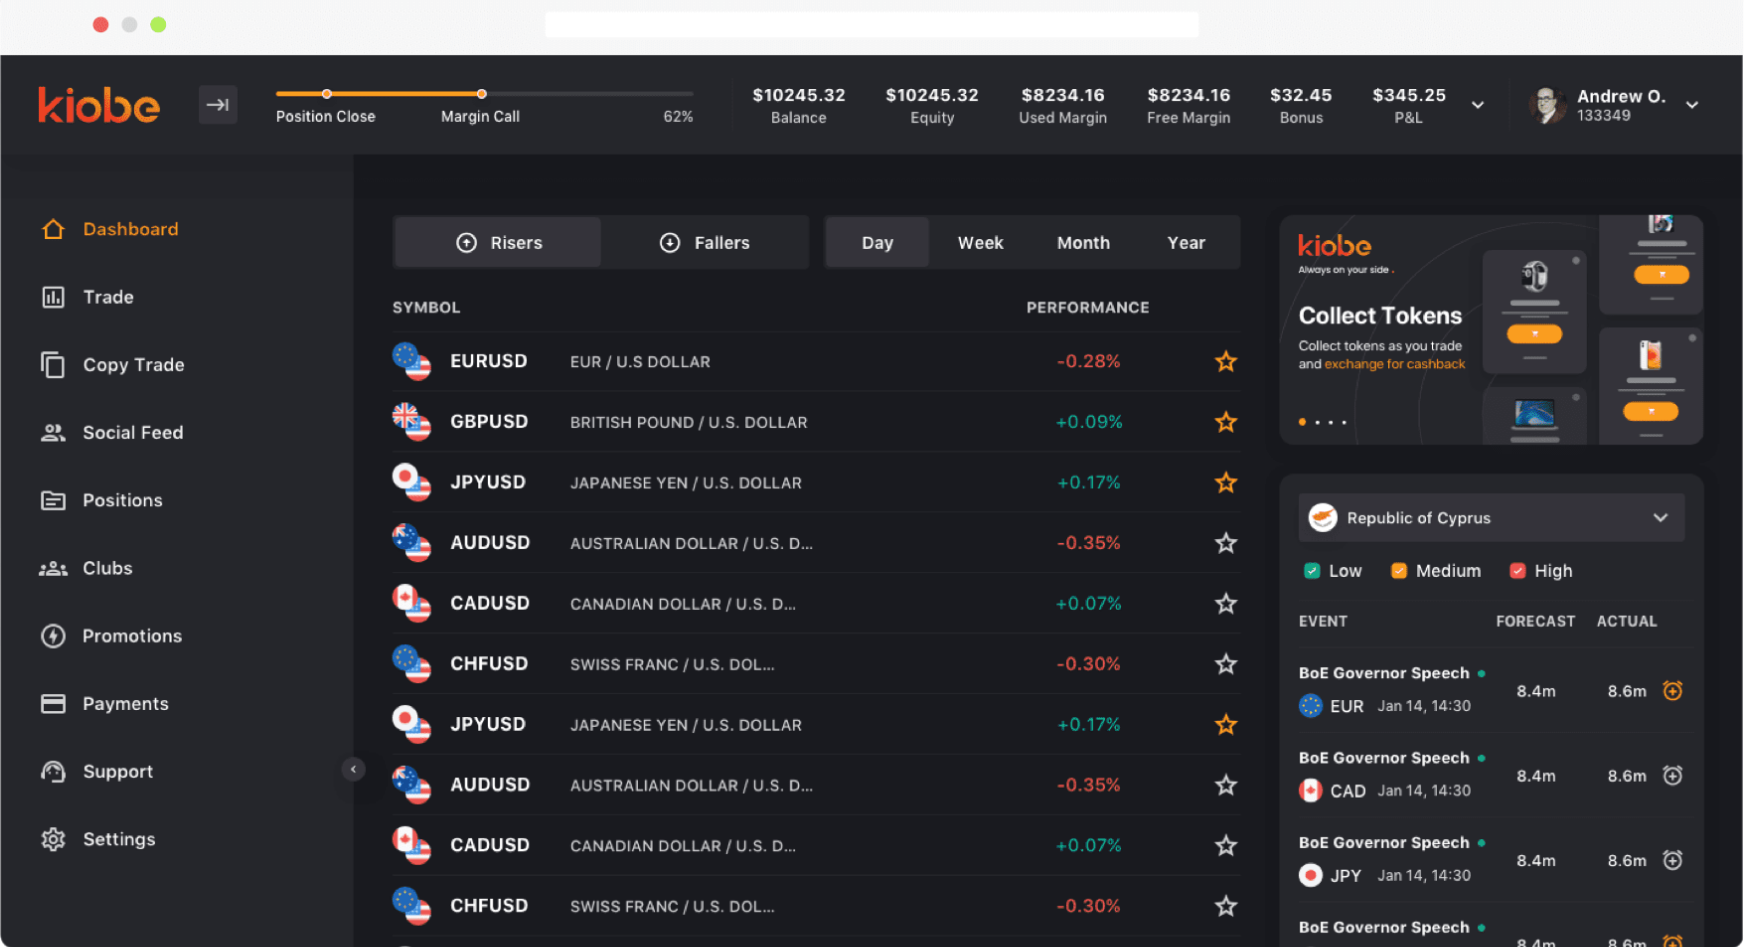 kiobe
Position Close
Margin Call
62%
$10245.32
Balance
$10245.32
Equity
$8234.16
Used Margin
$8234.16
Free Margin
$32.45
Bonus
$345.25
P&L
Andrew O.
133349
Dashboard
Trade
Copy Trade
Social Feed
Positions
Clubs
Promotions
Payments
Support
Settings
Risers
Fallers
Day
Week
Month
Year
SYMBOL PERFORMANCE
EURUSD EUR / U.S DOLLAR -0.28%
GBPUSD BRITISH POUND / U.S. DOLLAR +0.09%
JPYUSD JAPANESE YEN / U.S. DOLLAR +0.17%
AUDUSD AUSTRALIAN DOLLAR / U.S. D... -0.35%
CADUSD CANADIAN DOLLAR / U.S. D... +0.07%
CHFUSD SWISS FRANC / U.S. DOL... -0.30%
JPYUSD JAPANESE YEN / U.S. DOLLAR +0.17%
AUDUSD AUSTRALIAN DOLLAR / U.S. D... -0.35%
CADUSD CANADIAN DOLLAR / U.S. D... +0.07%
CHFUSD SWISS FRANC / U.S. DOL... -0.30%
kiobe
Always on your side .
Collect Tokens
Collect tokens as you trade
and exchange for cashback
Republic of Cyprus
Low Medium High
EVENT FORECAST ACTUAL
BoE Governor Speech
EUR Jan 14, 14:30 8.4m 8.6m
BoE Governor Speech
CAD Jan 14, 14:30 8.4m 8.6m
BoE Governor Speech
JPY Jan 14, 14:30 8.4m 8.6m
BoE Governor Speech
8.4m 8.6m